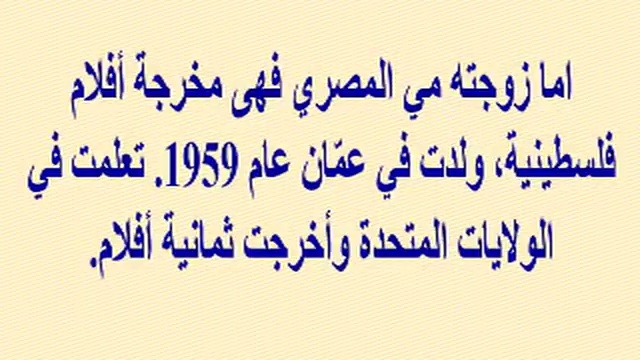 اما زوجته مي المصري فهى مخرجة أفلام
فلسطينية، ولدت في عمّان عام 1959. تعلمت في
الولايات المتحدة وأخرجت ثمانية أفلام.